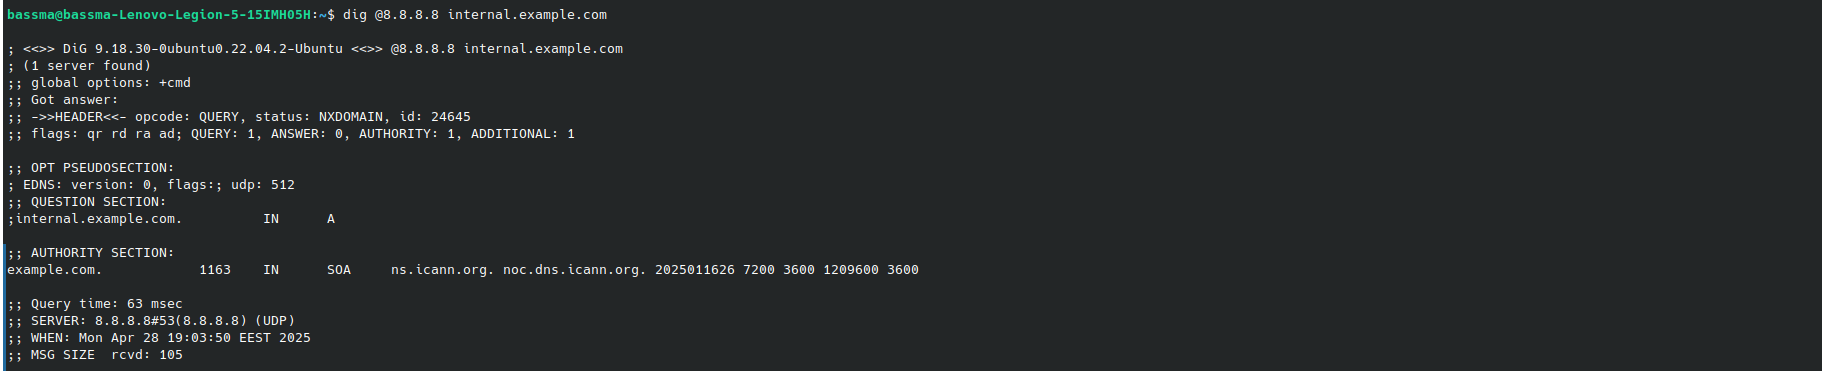 bassma@bassma-Lenovo-Legion-5-15IMH05H:~$ dig @8.8.8.8 internal.example.com

; <<>> DiG 9.18.30-0ubuntu0.22.04.2-Ubuntu <<>> @8.8.8.8 internal.example.com
; (1 server found)
;; global options: +cmd
;; Got answer:
;; ->>HEADER<<- opcode: QUERY, status: NXDOMAIN, id: 24645
;; flags: qr rd ra ad; QUERY: 1, ANSWER: 0, AUTHORITY: 1, ADDITIONAL: 1

;; OPT PSEUDOSECTION:
; EDNS: version: 0, flags:; udp: 512
;; QUESTION SECTION:
;internal.example.com.          IN      A

;; AUTHORITY SECTION:
example.com.            1163    IN      SOA     ns.icann.org. noc.dns.icann.org. 2025011626 7200 3600 1209600 3600

;; Query time: 63 msec
;; SERVER: 8.8.8.8#53(8.8.8.8) (UDP)
;; WHEN: Mon Apr 28 19:03:50 EEST 2025
;; MSG SIZE  rcvd: 105